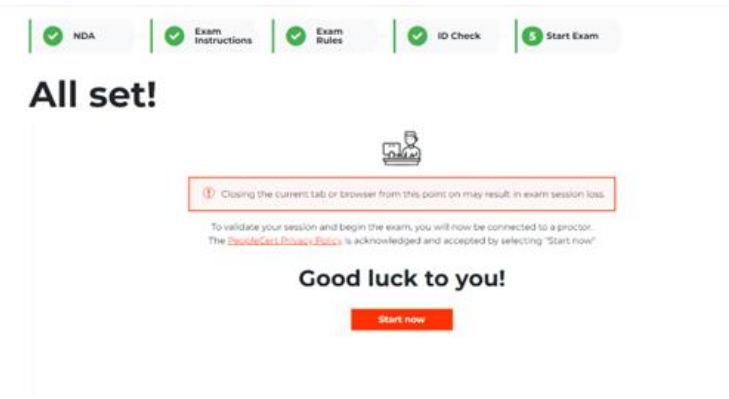 NDA
Exam
Instructions
Exam
Rules
ID Check
5 Start Exam
All set!
Closing the current tab or browser from this point on may result in exam session loss.
To validate your session and begin the exam, you will now be connected to a proctor.
The PeopleCert Privacy Policy is acknowledged and accepted by selecting "Start now"
Good luck to you!
Start now